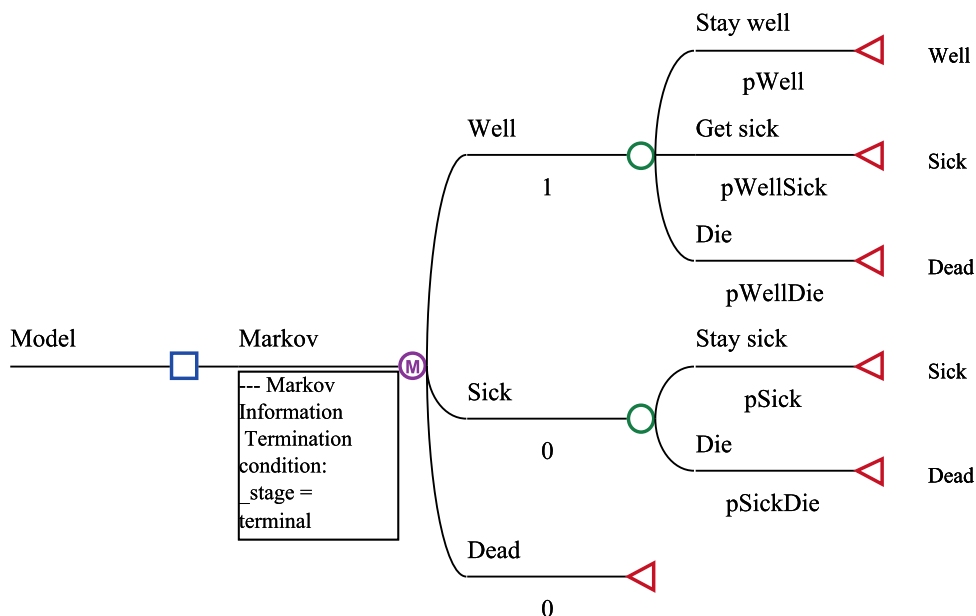 Stay well
Well
pWell
Well
Get sick
Sick
1
pWellSick
Die
Dead
pWellDie
Model
Markov
M
Stay sick
--- Markov
Information
Termination
condition:
_stage =
terminal
Sick
pSick
Sick
0
Die
Dead
pSickDie
Dead
0